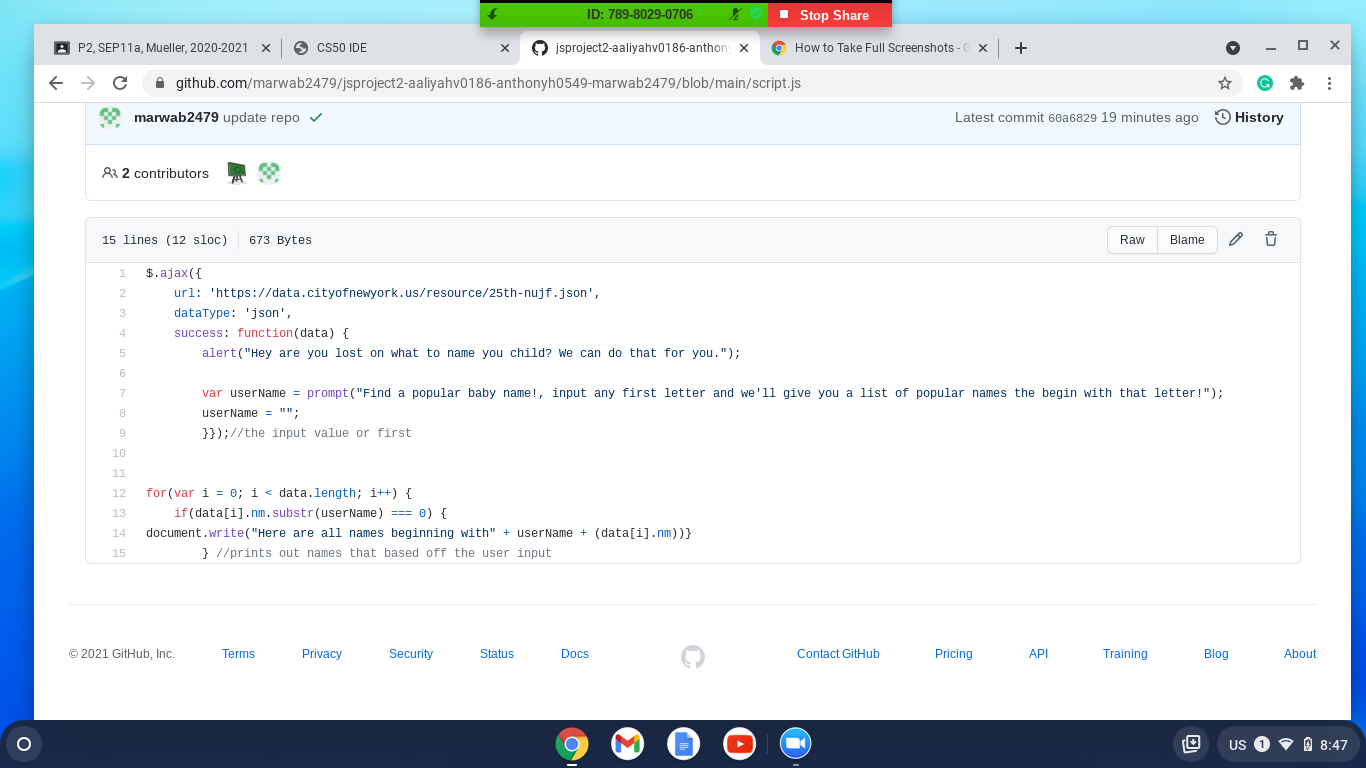 ID: 789-8029-0706 Stop Share
P2, SEP11a, Mueller, 2020-2021 CS50 IDE jsproject2-aaliyahv0186-anthony How to Take Full Screenshots - G
github.com/marwab2479/jsproject2-aaliyahv0186-anthonyh0549-marwab2479/blob/main/script.js
marwab2479 update repo Latest commit 60a6829 19 minutes ago History
2 contributors
15 lines (12 sloc) 673 Bytes Raw Blame
1 $.ajax({
2     url: 'https://data.cityofnewyork.us/resource/25th-nujf.json',
3     dataType: 'json',
4     success: function(data) {
5         alert("Hey are you lost on what to name you child? We can do that for you.");
6
7         var userName = prompt("Find a popular baby name!, input any first letter and we'll give you a list of popular names the begin with that letter!");
8         userName = "";
9         }});//the input value or first
10
11
12 for(var i = 0; i < data.length; i++) {
13     if(data[i].nm.substr(userName) === 0) {
14 document.write("Here are all names beginning with" + userName + (data[i].nm))}
15         } //prints out names that based off the user input
© 2021 GitHub, Inc. Terms Privacy Security Status Docs Contact GitHub Pricing API Training Blog About
US 1 8:47